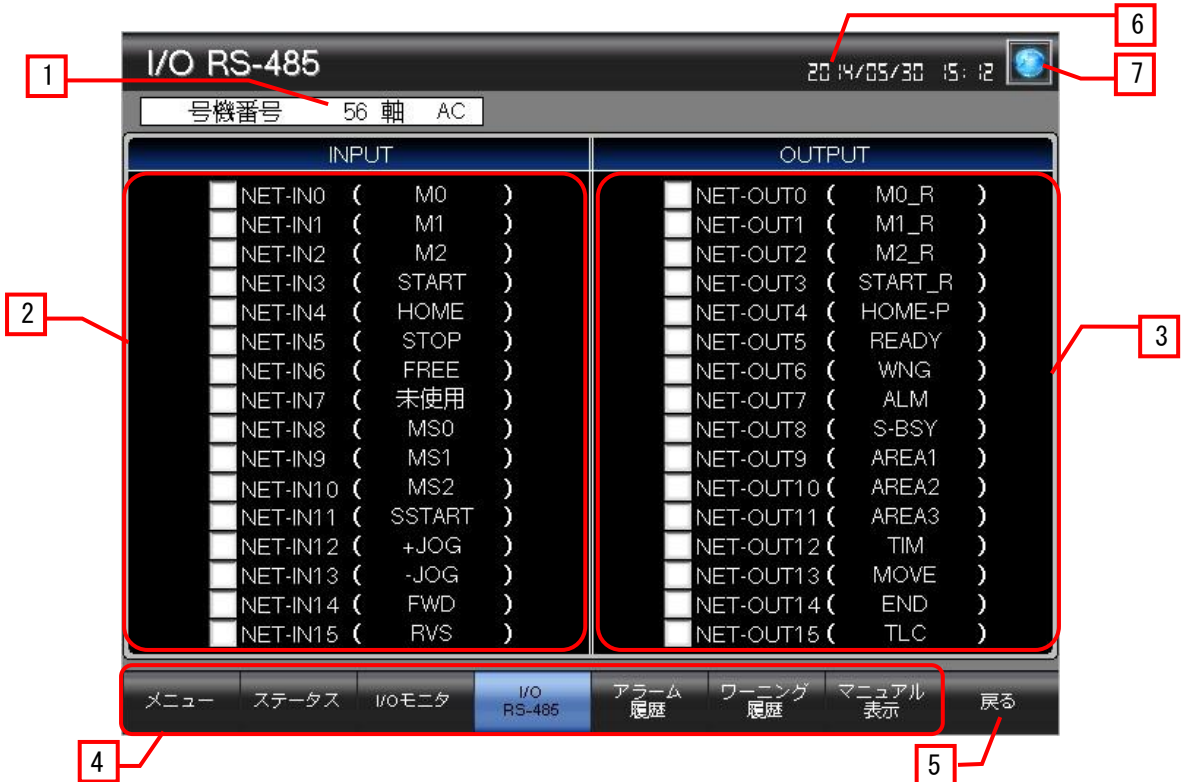 6
I/O RS-485
2014/05/30 15:12
7
1
号機番号 56 軸 AC
INPUT OUTPUT
NET-IN0 ( M0 ) NET-OUT0 ( M0_R )
NET-IN1 ( M1 ) NET-OUT1 ( M1_R )
NET-IN2 ( M2 ) NET-OUT2 ( M2_R )
NET-IN3 ( START ) NET-OUT3 ( START_R )
2
NET-IN4 ( HOME ) NET-OUT4 ( HOME-P )
NET-IN5 ( STOP ) NET-OUT5 ( READY )
3
NET-IN6 ( FREE ) NET-OUT6 ( WNG )
NET-IN7 ( 未使用 ) NET-OUT7 ( ALM )
NET-IN8 ( MS0 ) NET-OUT8 ( S-BSY )
NET-IN9 ( MS1 ) NET-OUT9 ( AREA1 )
NET-IN10 ( MS2 ) NET-OUT10 ( AREA2 )
NET-IN11 ( SSTART ) NET-OUT11 ( AREA3 )
NET-IN12 ( +JOG ) NET-OUT12 ( TIM )
NET-IN13 ( -JOG ) NET-OUT13 ( MOVE )
NET-IN14 ( FWD ) NET-OUT14 ( END )
NET-IN15 ( RVS ) NET-OUT15 ( TLC )
メニュー
ステータス
I/Oモニタ
I/O
RS-485
アラーム
履歴
ワーニング
履歴
マニュアル
表示
戻る
4
5